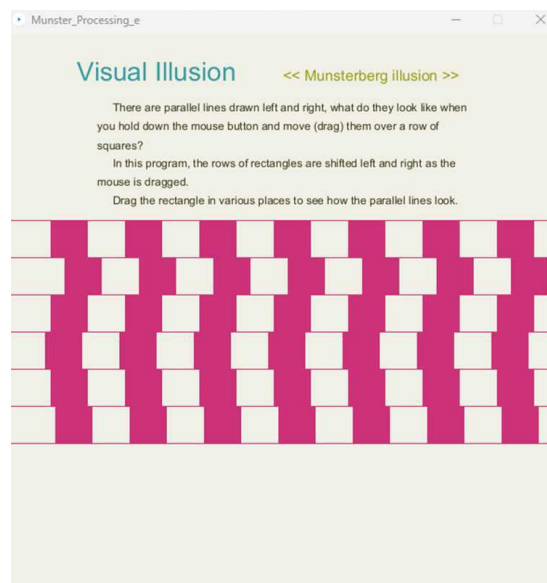 Munster_Processing_e
Visual Illusion
<< Munsterberg illusion >>
There are parallel lines drawn left and right, what do they look like when
you hold down the mouse button and move (drag) them over a row of
squares?
In this program, the rows of rectangles are shifted left and right as the
mouse is dragged.
Drag the rectangle in various places to see how the parallel lines look.